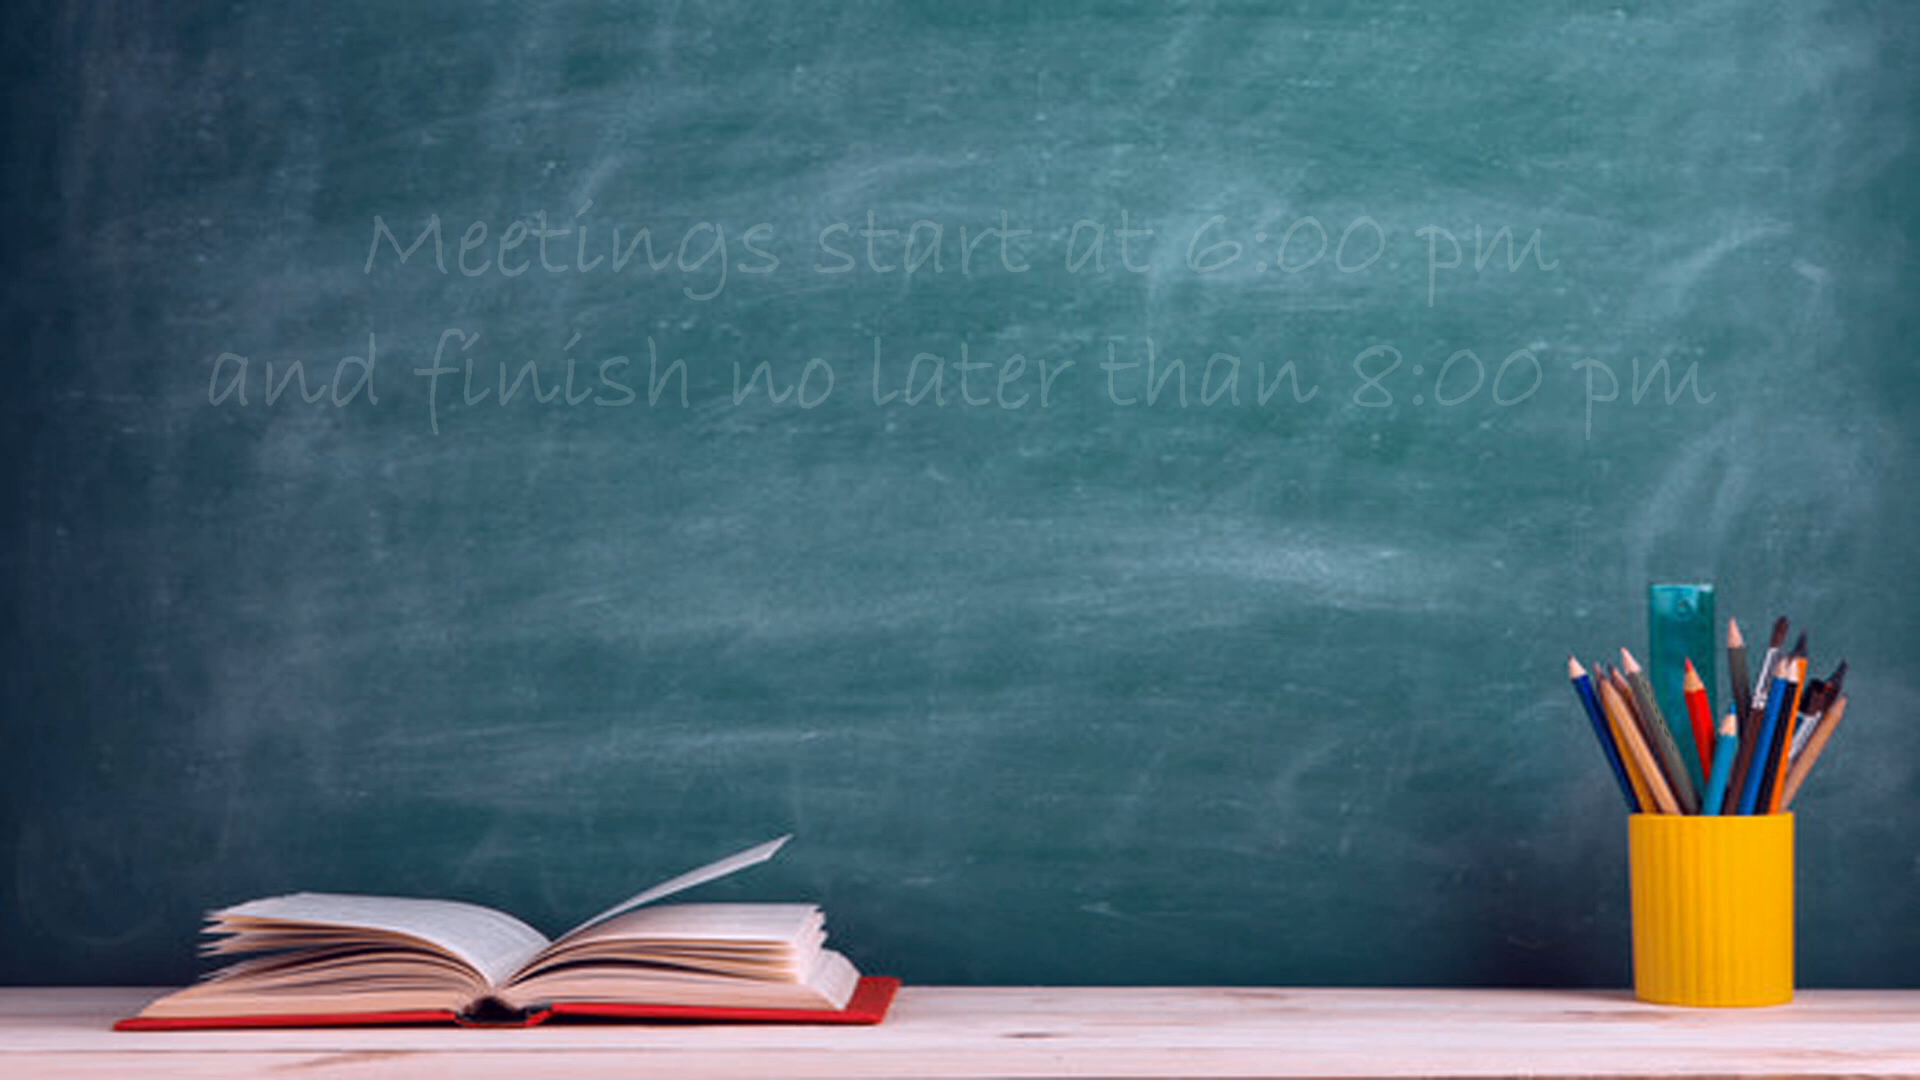 Meetings start at 6:00 pm
and finish no later than 8:00 pm